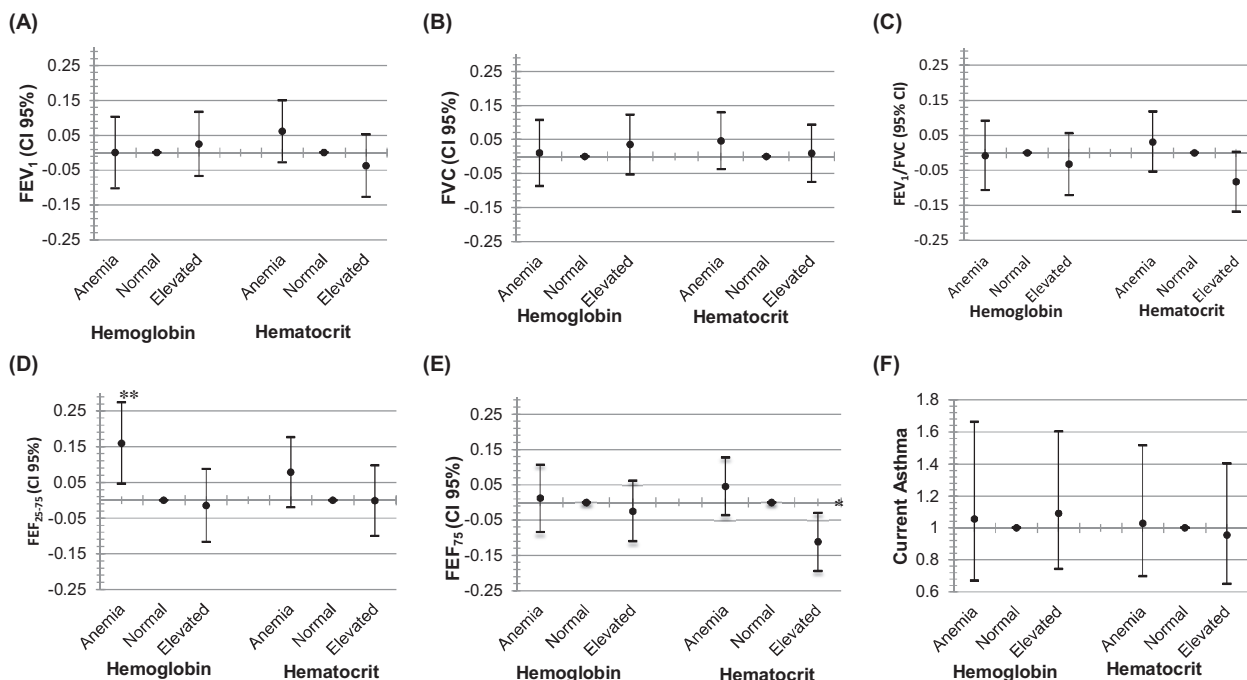 (A)
FEV1 (CI 95%)
0.25
0.15
0.05
-0.05
-0.15
-0.25
Anemia
Normal
Elevated
Anemia
Normal
Elevated
Hemoglobin
Hematocrit
(B)
FVC (CI 95%)
0.25
0.15
0.05
-0.05
-0.15
-0.25
Anemia
Normal
Elevated
Anemia
Normal
Elevated
Hemoglobin
Hematocrit
(C)
FEV1/FVC (95% CI)
0.25
0.15
0.05
-0.05
-0.15
-0.25
Anemia
Normal
Elevated
Anemia
Normal
Elevated
Hemoglobin
Hematocrit
(D)
FEF25-75 (CI 95%)
**
0.25
0.15
0.05
-0.05
-0.15
-0.25
Anemia
Normal
Elevated
Anemia
Normal
Elevated
Hemoglobin
Hematocrit
(E)
FEF75 (CI 95%)
0.25
0.15
0.05
-0.05
-0.15
-0.25
*
Anemia
Normal
Elevated
Anemia
Normal
Elevated
Hemoglobin
Hematocrit
(F)
Current Asthma
1.8
1.6
1.4
1.2
1
0.8
0.6
Anemia
Normal
Elevated
Anemia
Normal
Elevated
Hemoglobin
Hematocrit